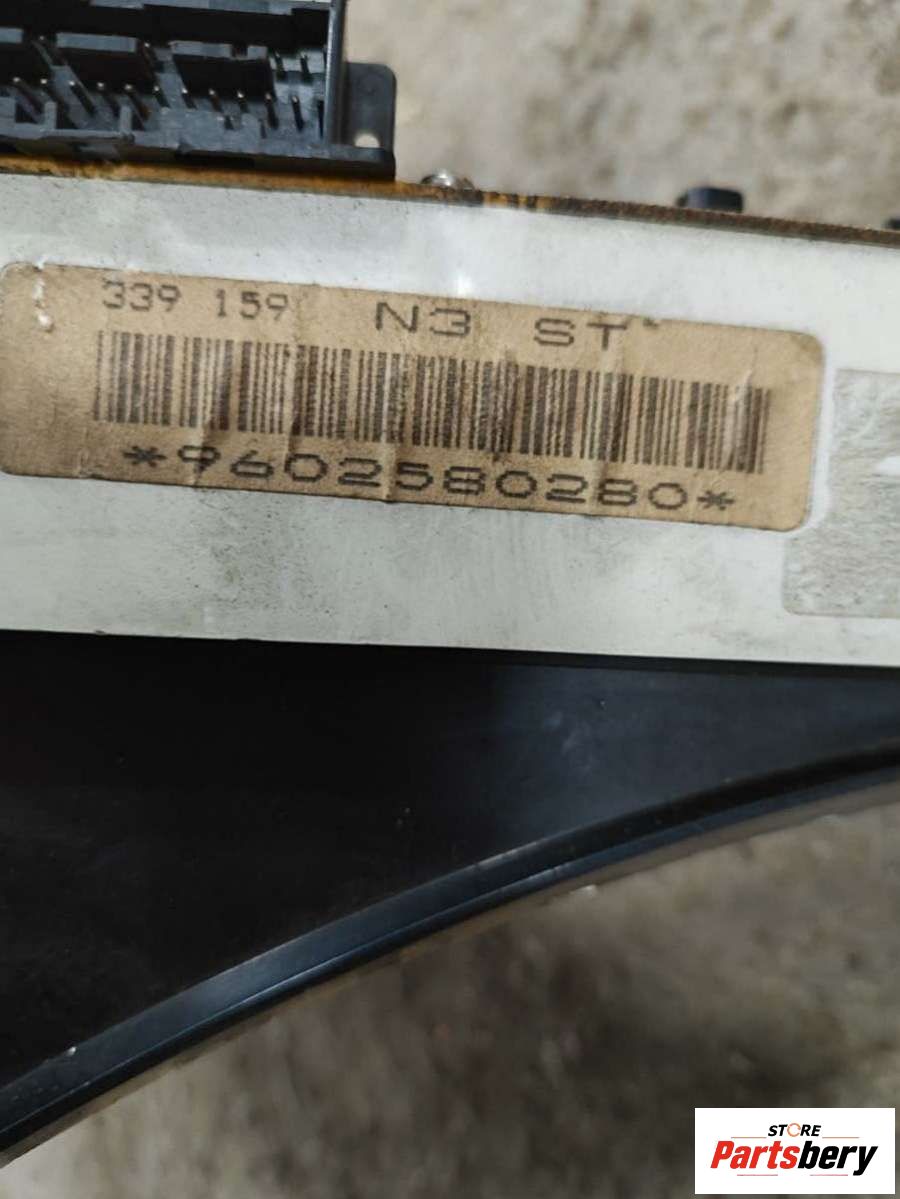 339 159 N3 ST
*9602580280*
STORE
Partsbery